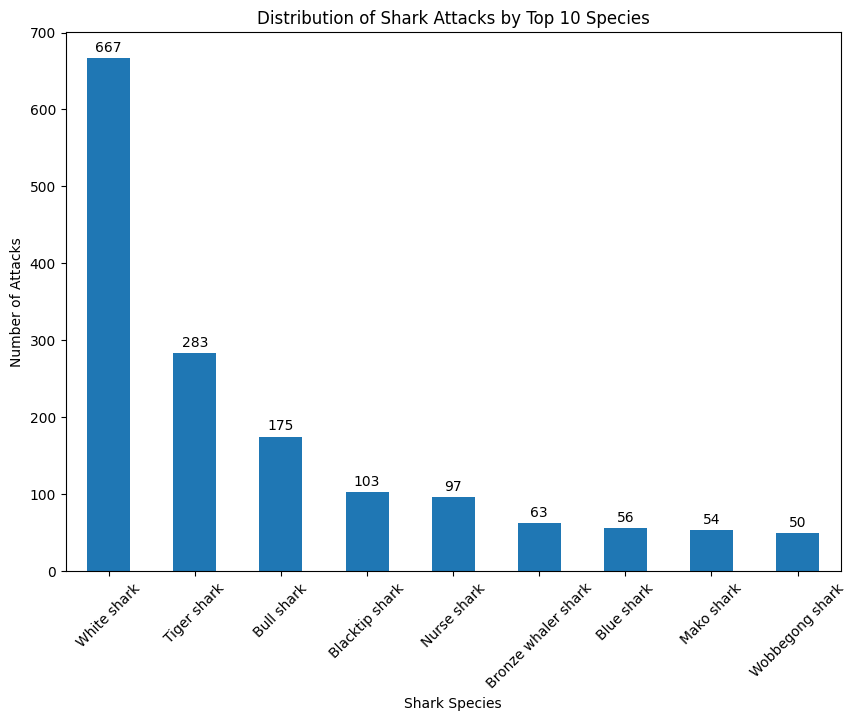 Distribution of Shark Attacks by Top 10 Species
Number of Attacks
700
600
500
400
300
200
100
0
667
283
175
103
97
63
56
54
50
White shark
Tiger shark
Bull shark
Blacktip shark
Nurse shark
Bronze whaler shark
Blue shark
Mako shark
Wobbegong shark
Shark Species